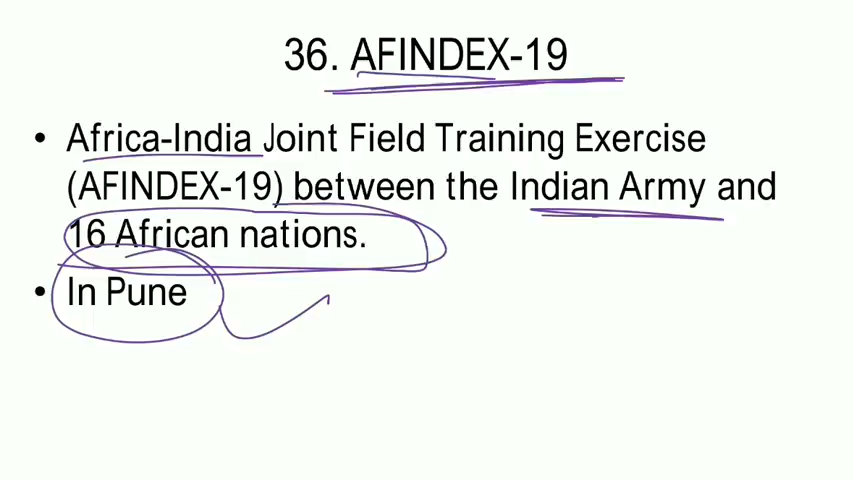 36. AFINDEX-19
• Africa-India Joint Field Training Exercise
(AFINDEX-19) between the Indian Army and
16 African nations.
• In Pune